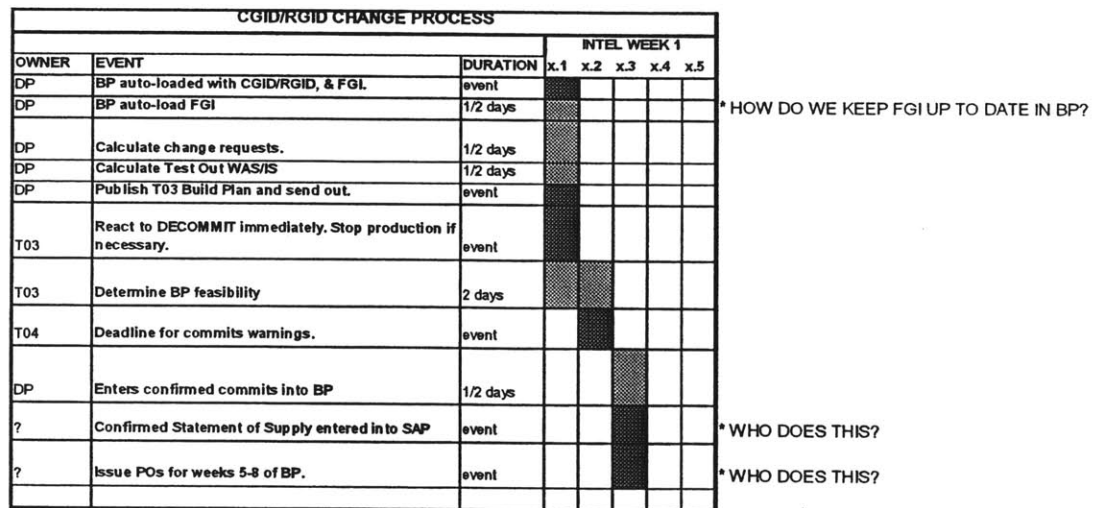 CGID/RGID CHANGE PROCESS
INTEL WEEK 1
OWNER EVENT DURATION x.1 x.2 x.3 x.4 x.5
DP BP auto-loaded with CGID/RGID, & FGI. event
DP BP auto-load FGI 1/2 days * HOW DO WE KEEP FGI UP TO DATE IN BP?
DP Calculate change requests. 1/2 days
DP Calculate Test Out WAS/IS 1/2 days
DP Publish T03 Build Plan and send out. event
React to DECOMMIT immediately. Stop production if
T03 necessary. event
T03 Determine BP feasibility 2 days
T04 Deadline for commits warnings. event
DP Enters confirmed commits into BP 1/2 days
? Confirmed Statement of Supply entered into SAP event * WHO DOES THIS?
? Issue POs for weeks 5-8 of BP. event * WHO DOES THIS?